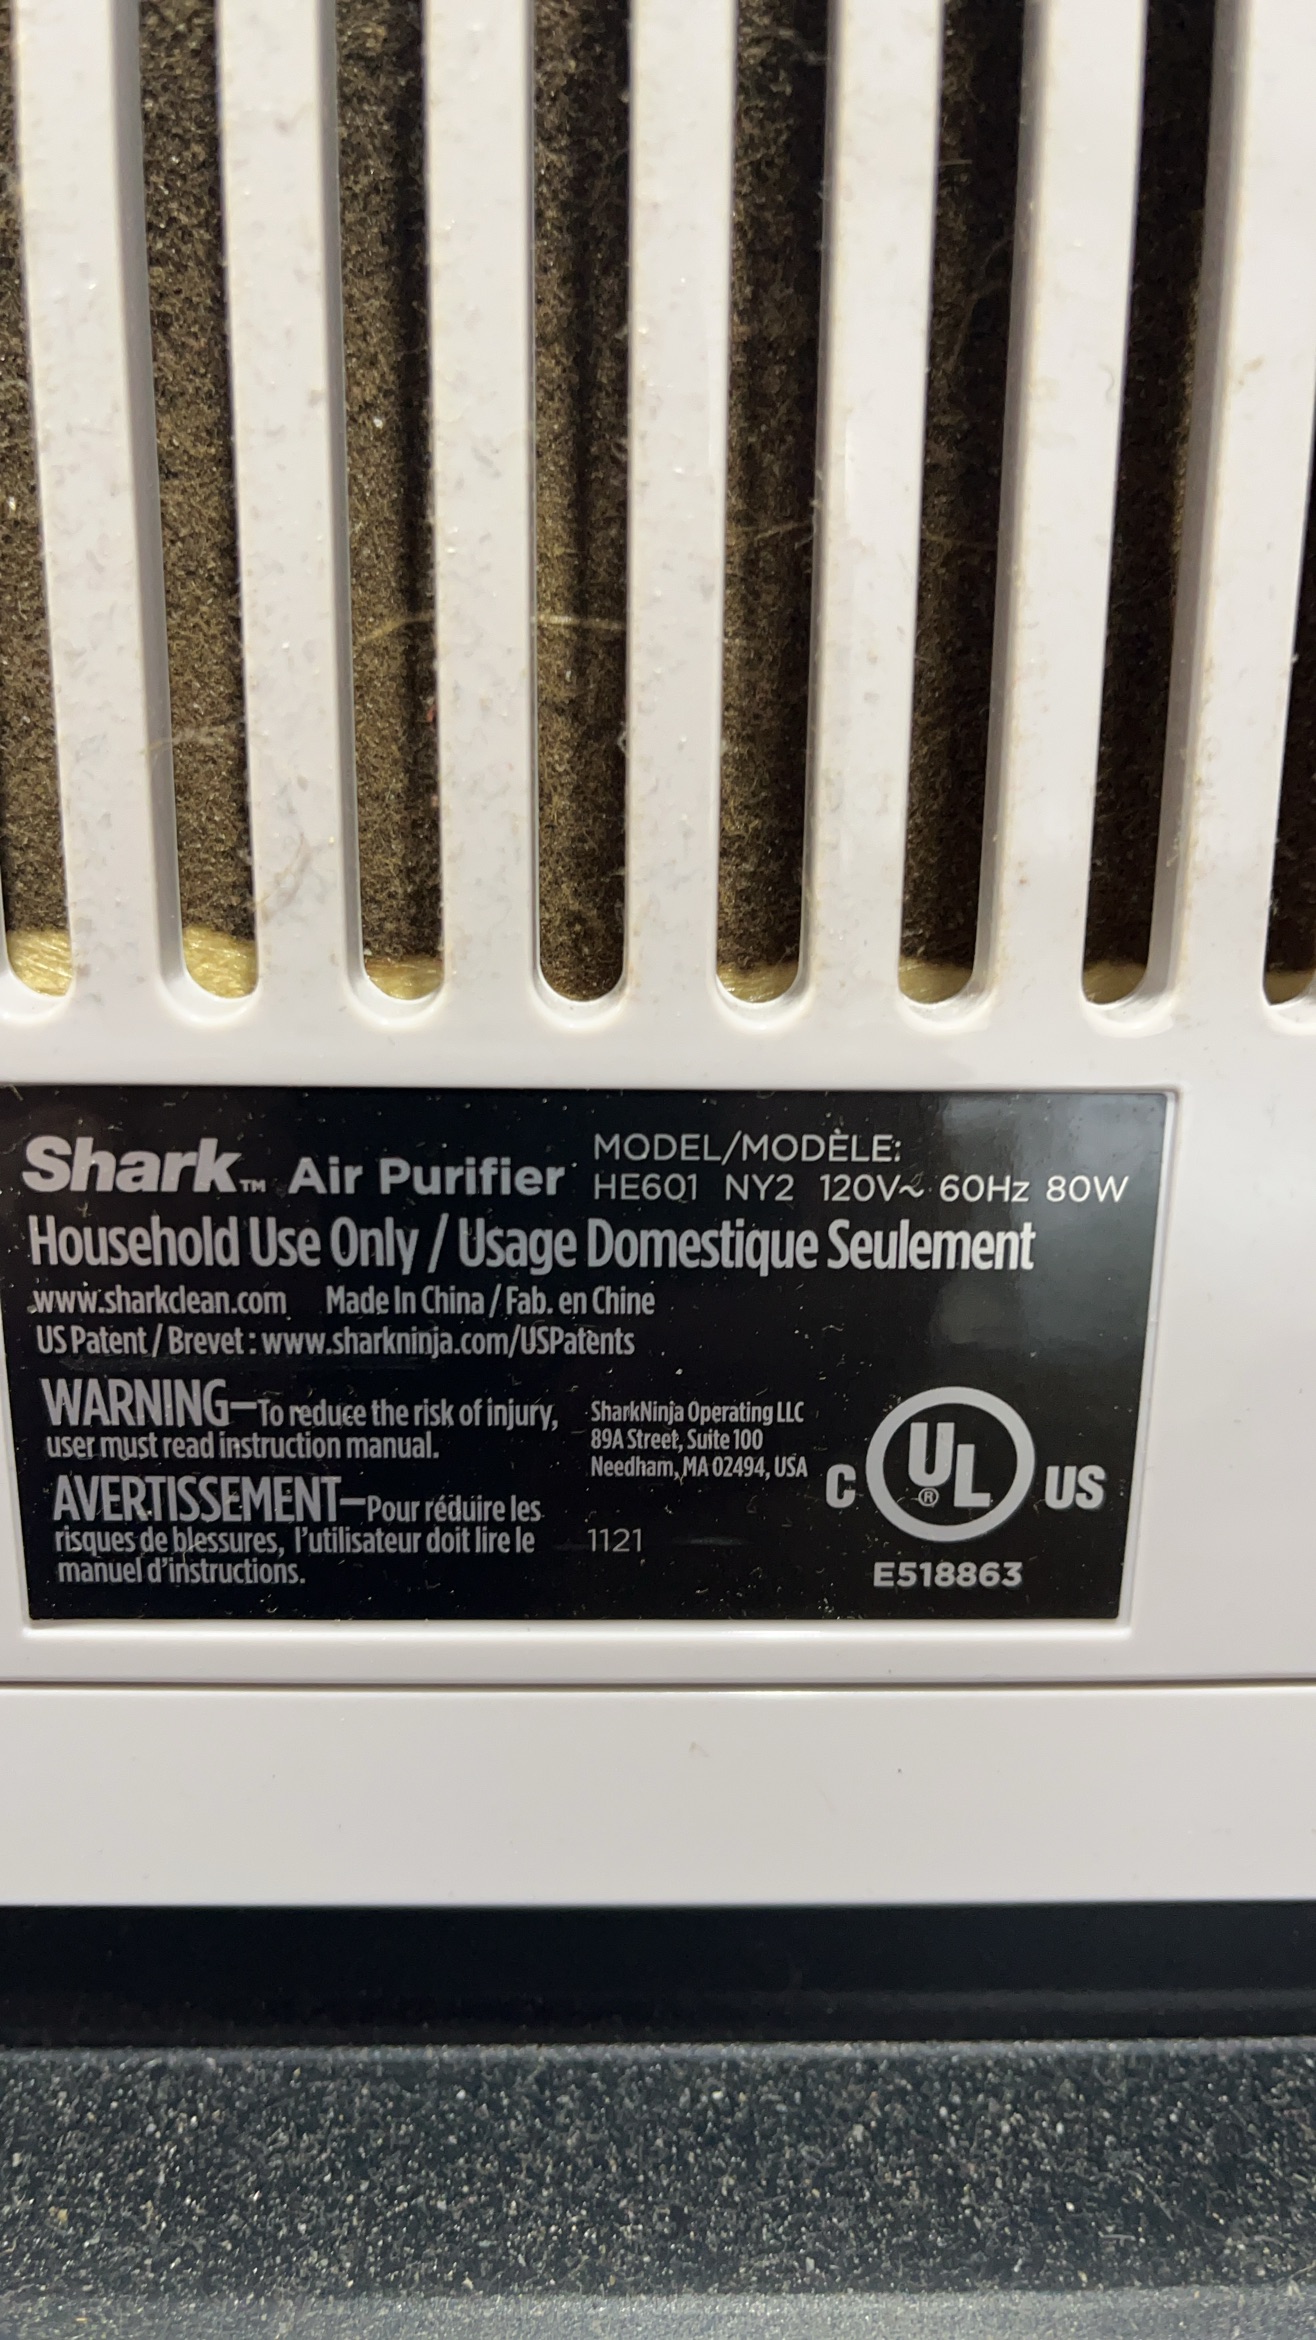 Shark™ Air Purifier
MODEL/MODÈLE:
HE601 NY2 120V~ 60Hz 80W
Household Use Only / Usage Domestique Seulement
www.sharkclean.com Made In China / Fab. en Chine
US Patent / Brevet : www.sharkninja.com/USPatents
WARNING—To reduce the risk of injury,
user must read instruction manual.
AVERTISSEMENT—Pour réduire les
risques de blessures, l'utilisateur doit lire le
manuel d'instructions.
SharkNinja Operating LLC
89A Street, Suite 100
Needham, MA 02494, USA
1121
C UL® US
E518863